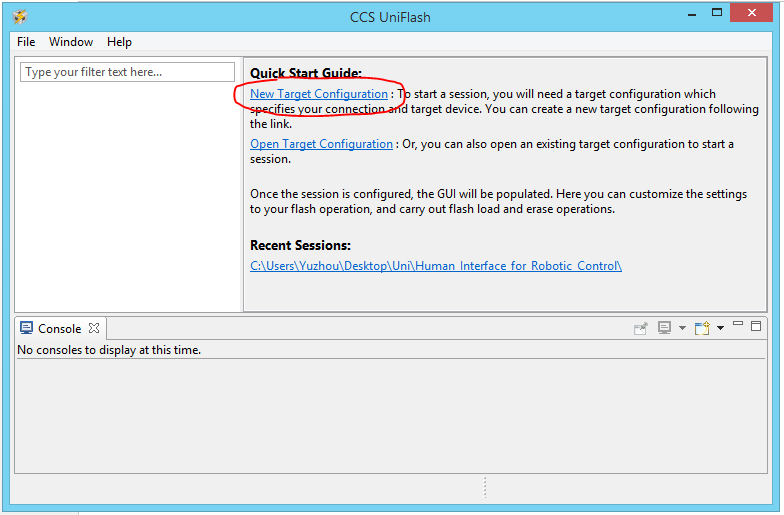 CCS UniFlash
File Window Help
Type your filter text here...
Quick Start Guide:
New Target Configuration : To start a session, you will need a target configuration which
specifies your connection and target device. You can create a new target configuration following
the link.
Open Target Configuration : Or, you can also open an existing target configuration to start a
session.
Once the session is configured, the GUI will be populated. Here you can customize the settings
to your flash operation, and carry out flash load and erase operations.
Recent Sessions:
C:\Users\Yuzhou\Desktop\Uni\Human_Interface_for_Robotic_Control\
Console
No consoles to display at this time.